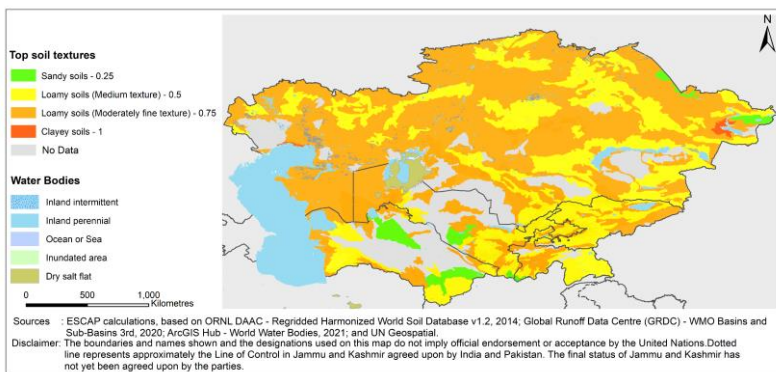 N
Top soil textures
Sandy soils - 0.25
Loamy soils (Medium texture) - 0.5
Loamy soils (Moderately fine texture) - 0.75
Clayey soils - 1
No Data
Water Bodies
Inland intermittent
Inland perennial
Ocean or Sea
Inundated area
Dry salt flat
0 500 1,000
Kilometres
Sources : ESCAP calculations, based on ORNL DAAC - Regridded Harmonized World Soil Database v1.2, 2014; Global Runoff Data Centre (GRDC) - WMO Basins and
Sub-Basins 3rd, 2020; ArcGIS Hub - World Water Bodies, 2021; and UN Geospatial.
Disclaimer: The boundaries and names shown and the designations used on this map do not imply official endorsement or acceptance by the United Nations.Dotted
line represents approximately the Line of Control in Jammu and Kashmir agreed upon by India and Pakistan. The final status of Jammu and Kashmir has
not yet been agreed upon by the parties.